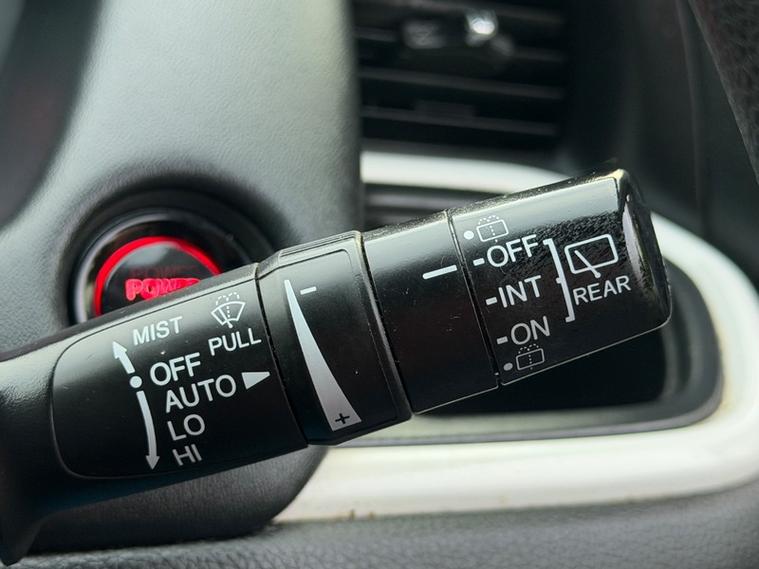 POWER
MIST
PULL
OFF
AUTO
LO
HI
-
+
OFF
INT
ON
REAR